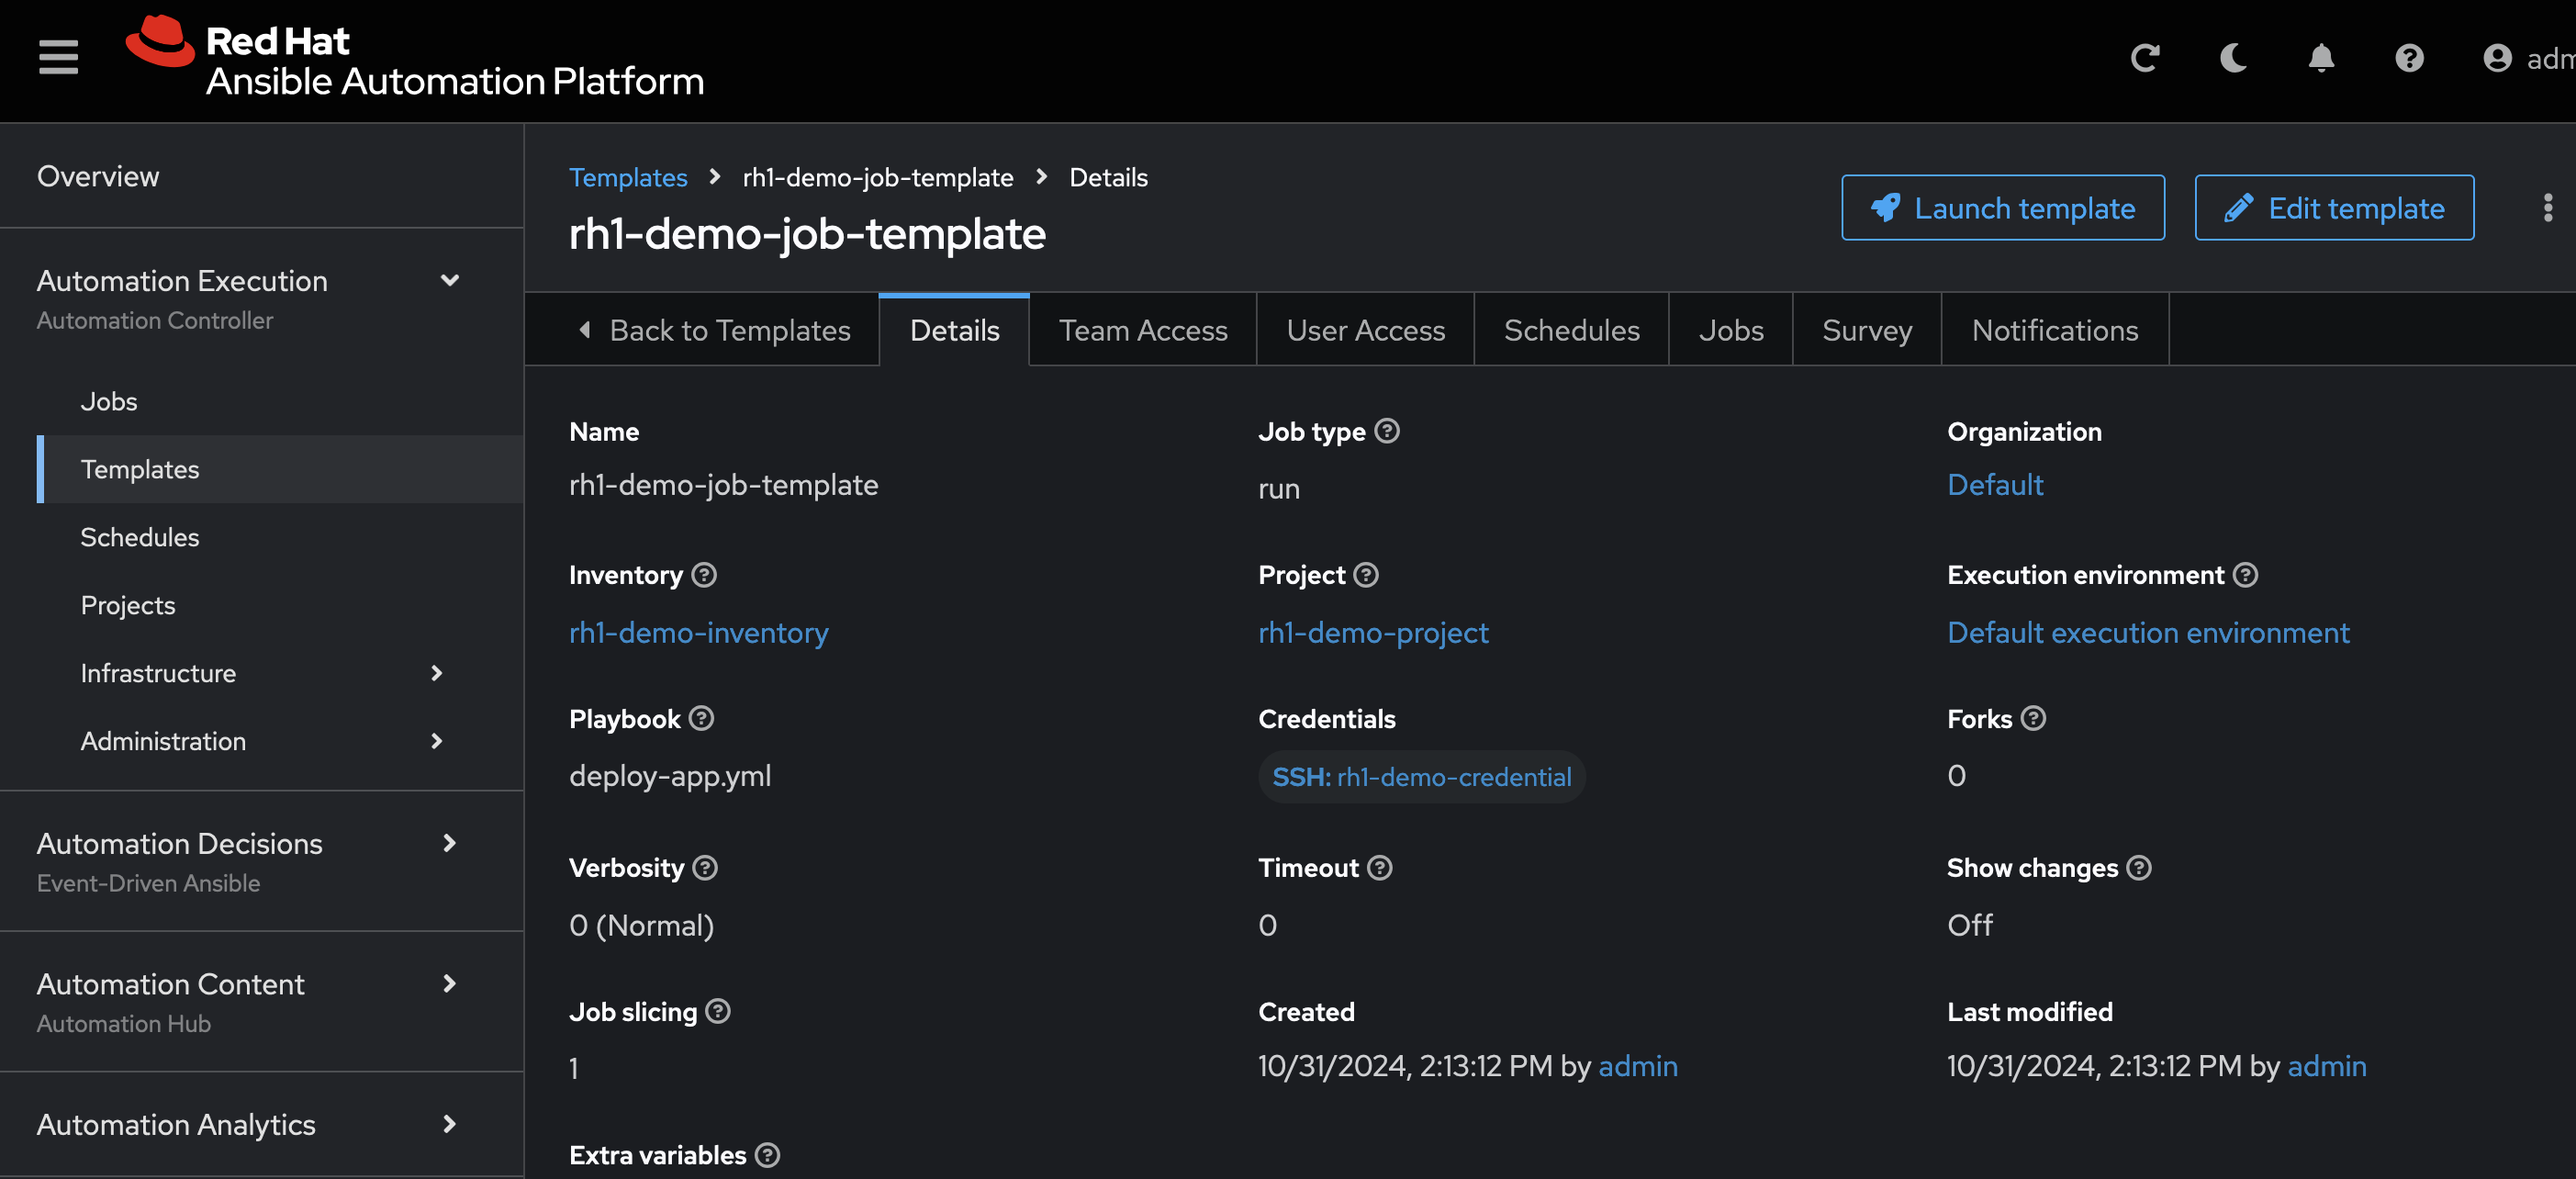 Red Hat
Ansible Automation Platform
adm
Overview
Automation Execution
Automation Controller
Jobs
Templates
Schedules
Projects
Infrastructure
Administration
Automation Decisions
Event-Driven Ansible
Automation Content
Automation Hub
Automation Analytics
Templates > rh1-demo-job-template > Details
rh1-demo-job-template
Launch template
Edit template
Back to Templates
Details
Team Access
User Access
Schedules
Jobs
Survey
Notifications
Name
rh1-demo-job-template
Job type
run
Organization
Default
Inventory
rh1-demo-inventory
Project
rh1-demo-project
Execution environment
Default execution environment
Playbook
deploy-app.yml
Credentials
SSH: rh1-demo-credential
Forks
0
Verbosity
0 (Normal)
Timeout
0
Show changes
Off
Job slicing
1
Created
10/31/2024, 2:13:12 PM by admin
Last modified
10/31/2024, 2:13:12 PM by admin
Extra variables